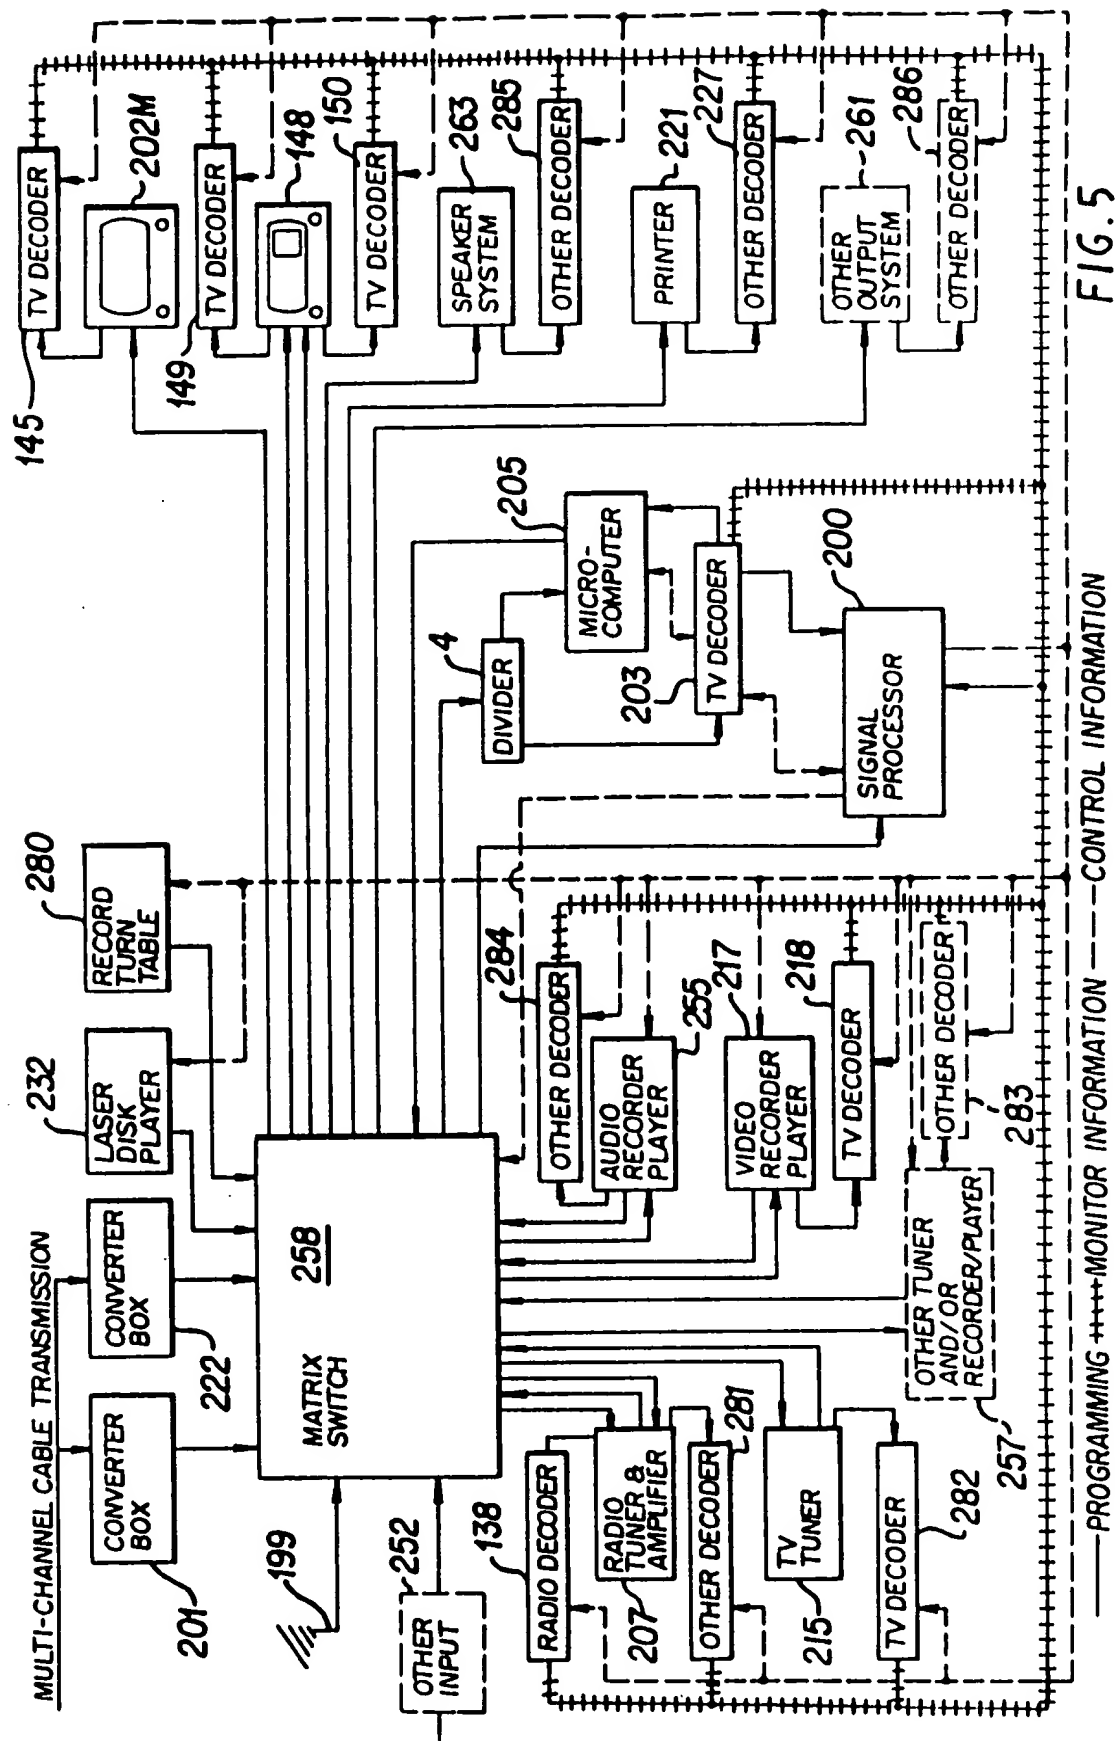 MULTI-CHANNEL CABLE TRANSMISSION
CONVERTER
BOX
201
CONVERTER
BOX
222
LASER
DISK
PLAYER
232
RECORD
TURN
TABLE
280
199
OTHER
INPUT
252
MATRIX
SWITCH
258
TV DECODER
145
202M
TV DECODER
149
148
TV DECODER
150
SPEAKER
SYSTEM
263
OTHER DECODER
285
PRINTER
221
OTHER DECODER
227
OTHER
OUTPUT
SYSTEM
261
OTHER DECODER
286
DIVIDER
4
MICRO-
COMPUTER
205
TV DECODER
203
SIGNAL
PROCESSOR
200
RADIO DECODER
138
RADIO
TUNER &
AMPLIFIER
207
OTHER DECODER
281
TV
TUNER
215
TV DECODER
282
OTHER DECODER
284
AUDIO
RECORDER
PLAYER
255
VIDEO
RECORDER
PLAYER
217
TV DECODER
218
OTHER TUNER
AND/OR
RECORDER/PLAYER
257
OTHER DECODER
283
PROGRAMMING MONITOR INFORMATION CONTROL INFORMATION
FIG. 5